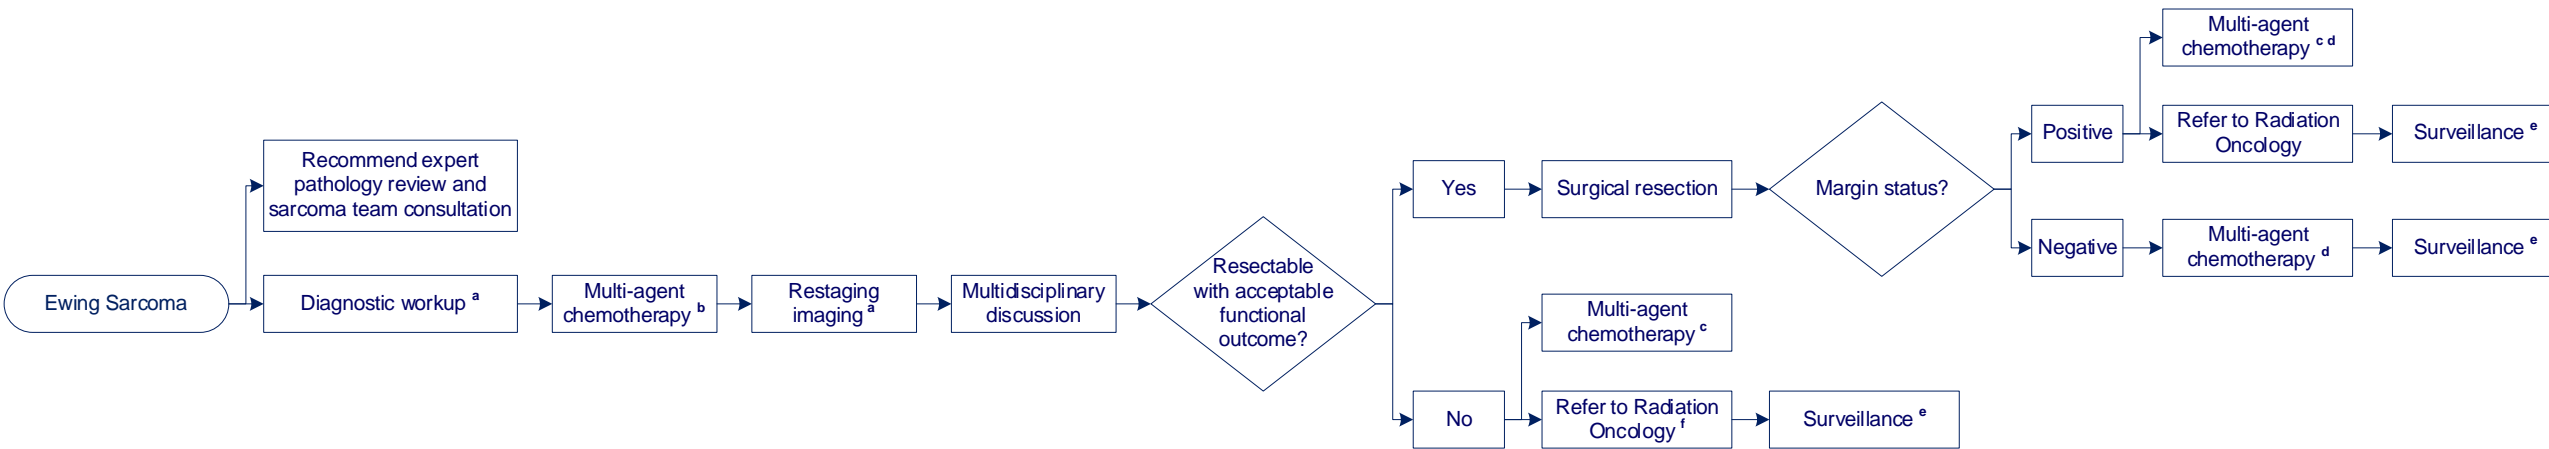 Ewing Sarcoma
Recommend expert
pathology review and
sarcoma team consultation
Diagnostic workup a
Multi-agent
chemotherapy b
Restaging
imaging a
Multidisciplinary
discussion
Resectable
with acceptable
functional
outcome?
Yes
Surgical resection
Margin status?
Positive
Multi-agent
chemotherapy c d
Refer to Radiation
Oncology
Surveillance e
Negative
Multi-agent
chemotherapy d
Surveillance e
No
Multi-agent
chemotherapy c
Refer to Radiation
Oncology f
Surveillance e